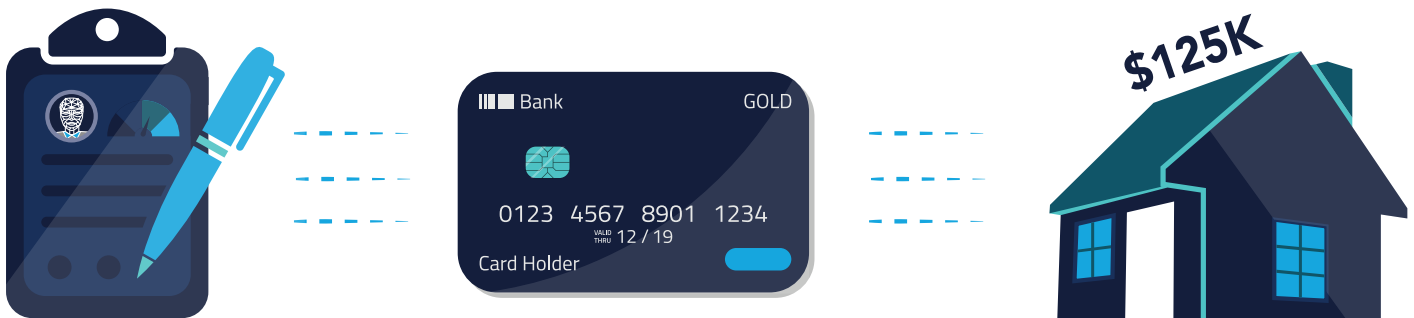 Bank GOLD
0123 4567 8901 1234
VALID THRU 12 / 19
Card Holder
$125K